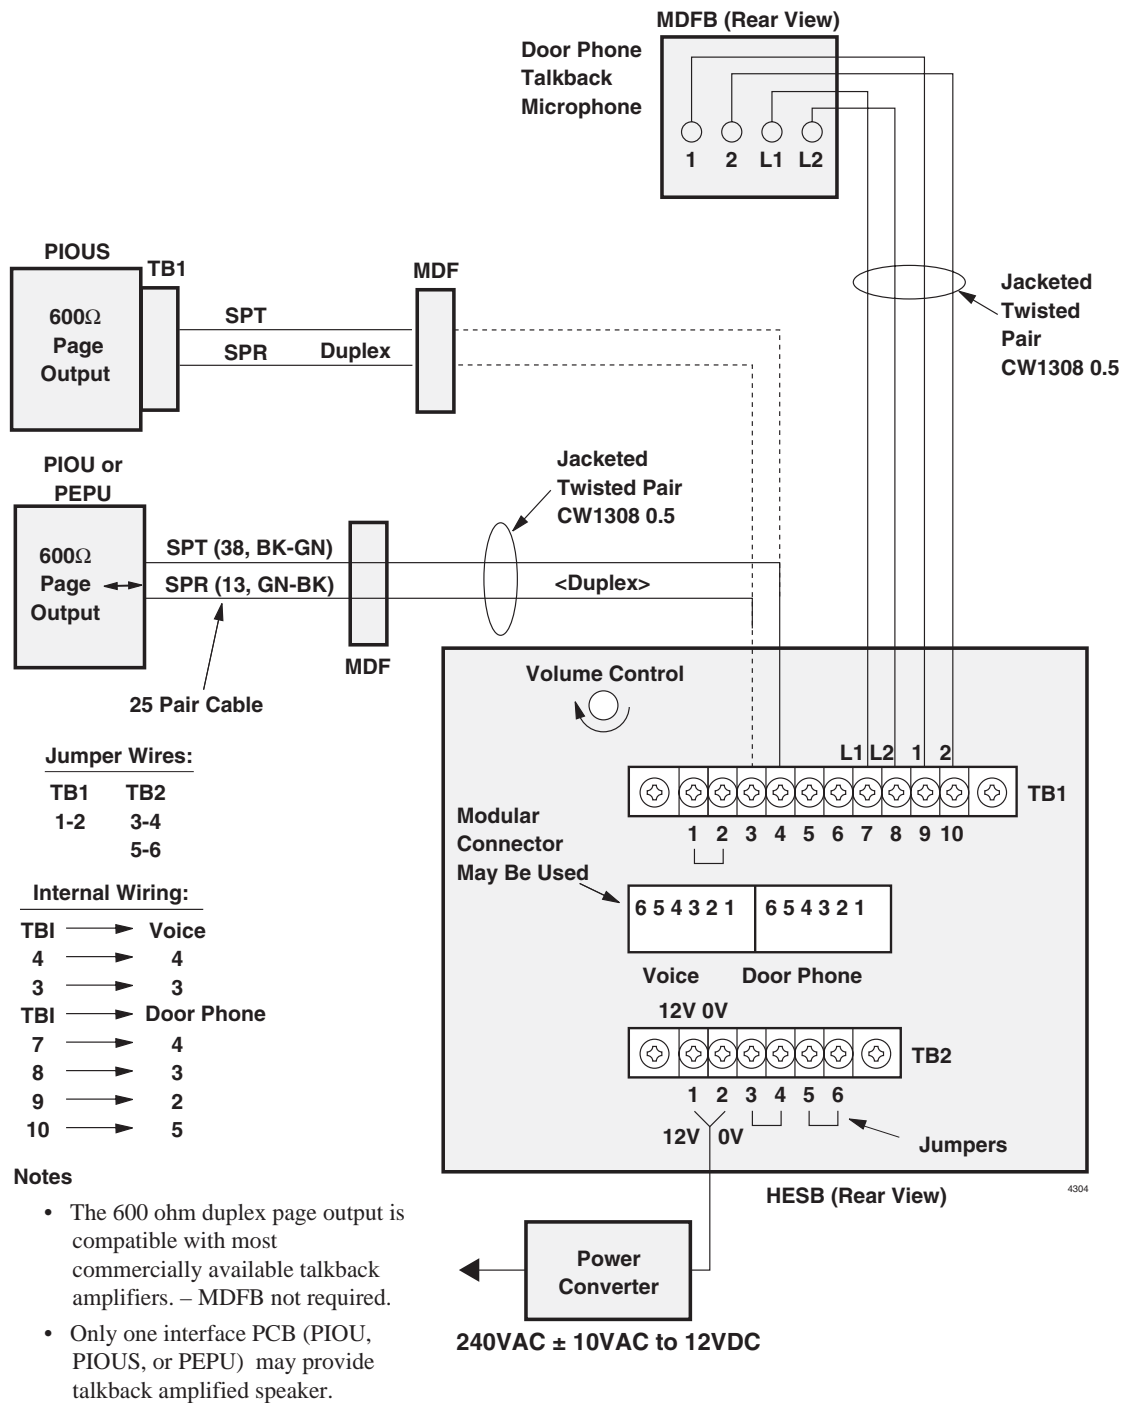 MDFB (Rear View)
Door Phone
Talkback
Microphone
1 2 L1 L2
Jacketed
Twisted
Pair
CW1308 0.5
PIOUS
TB1
MDF
600Ω
Page
Output
SPT
SPR Duplex
PIOU or
PEPU
600Ω
Page
Output
SPT (38, BK-GN)
SPR (13, GN-BK)
MDF
25 Pair Cable
Jacketed
Twisted Pair
CW1308 0.5
<Duplex>
Volume Control
L1 L2 1 2
TB1
1 2 3 4 5 6 7 8 9 10
Modular
Connector
May Be Used
6 5 4 3 2 1 6 5 4 3 2 1
Voice Door Phone
12V 0V
TB2
1 2 3 4 5 6
12V 0V
Jumpers
HESB (Rear View)
4304
Power
Converter
240VAC ± 10VAC to 12VDC
Jumper Wires:
TB1 TB2
1-2 3-4
5-6
Internal Wiring:
TBI Voice
4 4
3 3
TBI Door Phone
7 4
8 3
9 2
10 5
Notes
• The 600 ohm duplex page output is
compatible with most
commercially available talkback
amplifiers. – MDFB not required.
• Only one interface PCB (PIOU,
PIOUS, or PEPU) may provide
talkback amplified speaker.